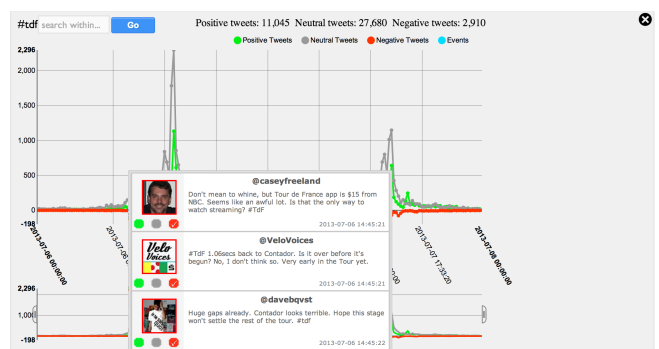 #tdf search within... Go Positive tweets: 11,045 Neutral tweets: 27,680 Negative tweets: 2,910
Positive Tweets Neutral Tweets Negative Tweets Events
2,296
2,000
1,500
1,000
500
0
-198
2013-07-06 00:00:00
2013-07-0
00:00
2013-07-07 17:33:20
2013-07-08 00:00:00
@caseyfreeland
Don't mean to whine, but Tour de France app is $15 from
NBC. Seems like an awful lot. Is that the only way to
watch streaming? #TdF
2013-07-06 14:45:21
@VeloVoices
Velo
Voices
#TdF 1.06secs back to Contador. Is it over before it's
begun? No, I don't think so. Very early in the Tour yet.
2013-07-06 14:45:21
@davebqvst
Huge gaps already. Contador looks terrible. Hope this stage
won't settle the rest of the tour. #tdf
2013-07-06 14:45:22
2,296
1,000
-198